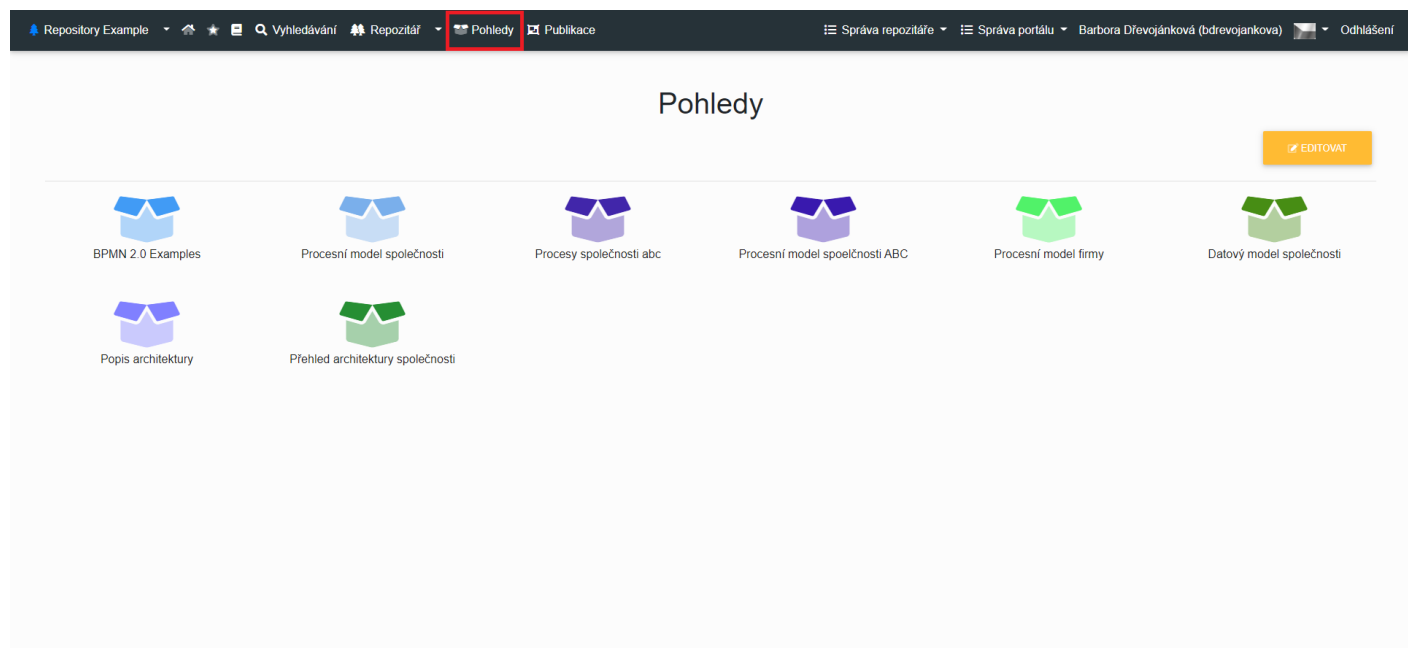 Repository Example Vyhledávání Repozitář Pohledy Publikace Správa repozitáře Správa portálu Barbora Dřevojánková (bdrevojankova) Odhlášení
Pohledy
EDITOVAT
BPMN 2.0 Examples Procesní model společnosti Procesy společnosti abc Procesní model spoelčnosti ABC Procesní model firmy Datový model společnosti
Popis architektury Přehled architektury společnosti